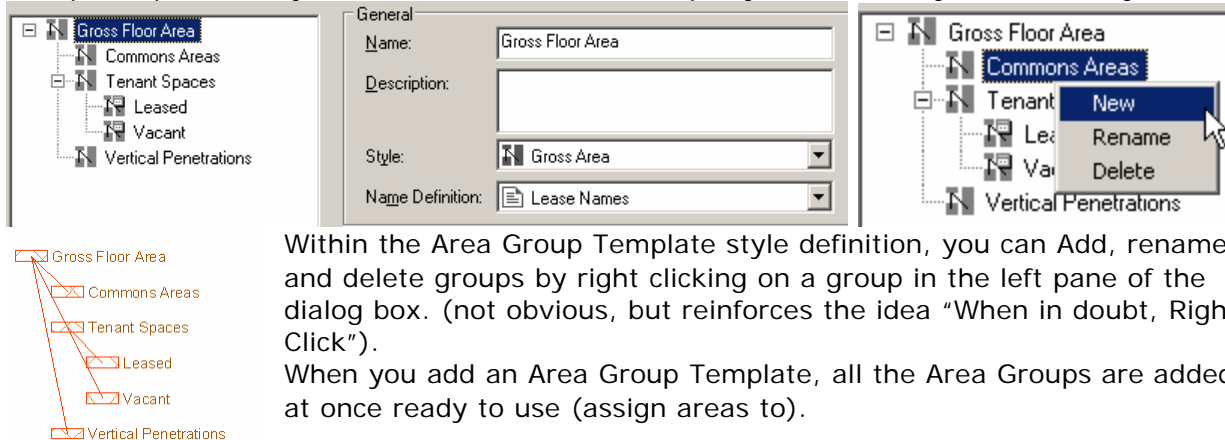 Gross Floor Area
Commons Areas
Tenant Spaces
Leased
Vacant
Vertical Penetrations
General
Name: Gross Floor Area
Description:
Style: Gross Area
Name Definition: Lease Names
Gross Floor Area
Commons Areas
Tenant
New
Lea
Rename
Va
Delete
Vertical Penetrations
Gross Floor Area
Commons Areas
Tenant Spaces
Leased
Vacant
Vertical Penetrations
Within the Area Group Template style definition, you can Add, rename
and delete groups by right clicking on a group in the left pane of the
dialog box. (not obvious, but reinforces the idea “When in doubt, Righ
Click”).
When you add an Area Group Template, all the Area Groups are added
at once ready to use (assign areas to).